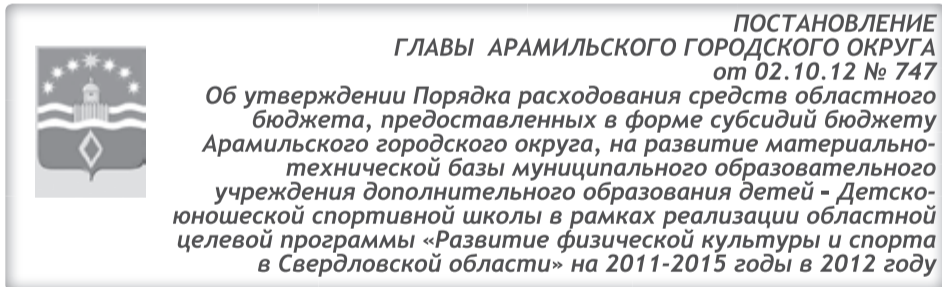 ПОСТАНОВЛЕНИЕ
ГЛАВЫ АРАМИЛЬСКОГО ГОРОДСКОГО ОКРУГА
от 02.10.12 № 747
Об утверждении Порядка расходования средств областного
бюджета, предоставленных в форме субсидий бюджету
Арамильского городского округа, на развитие материально-
технической базы муниципального образовательного
учреждения дополнительного образования детей - Детско-
юношеской спортивной школы в рамках реализации областной
целевой программы «Развитие физической культуры и спорта
в Свердловской области» на 2011-2015 годы в 2012 году